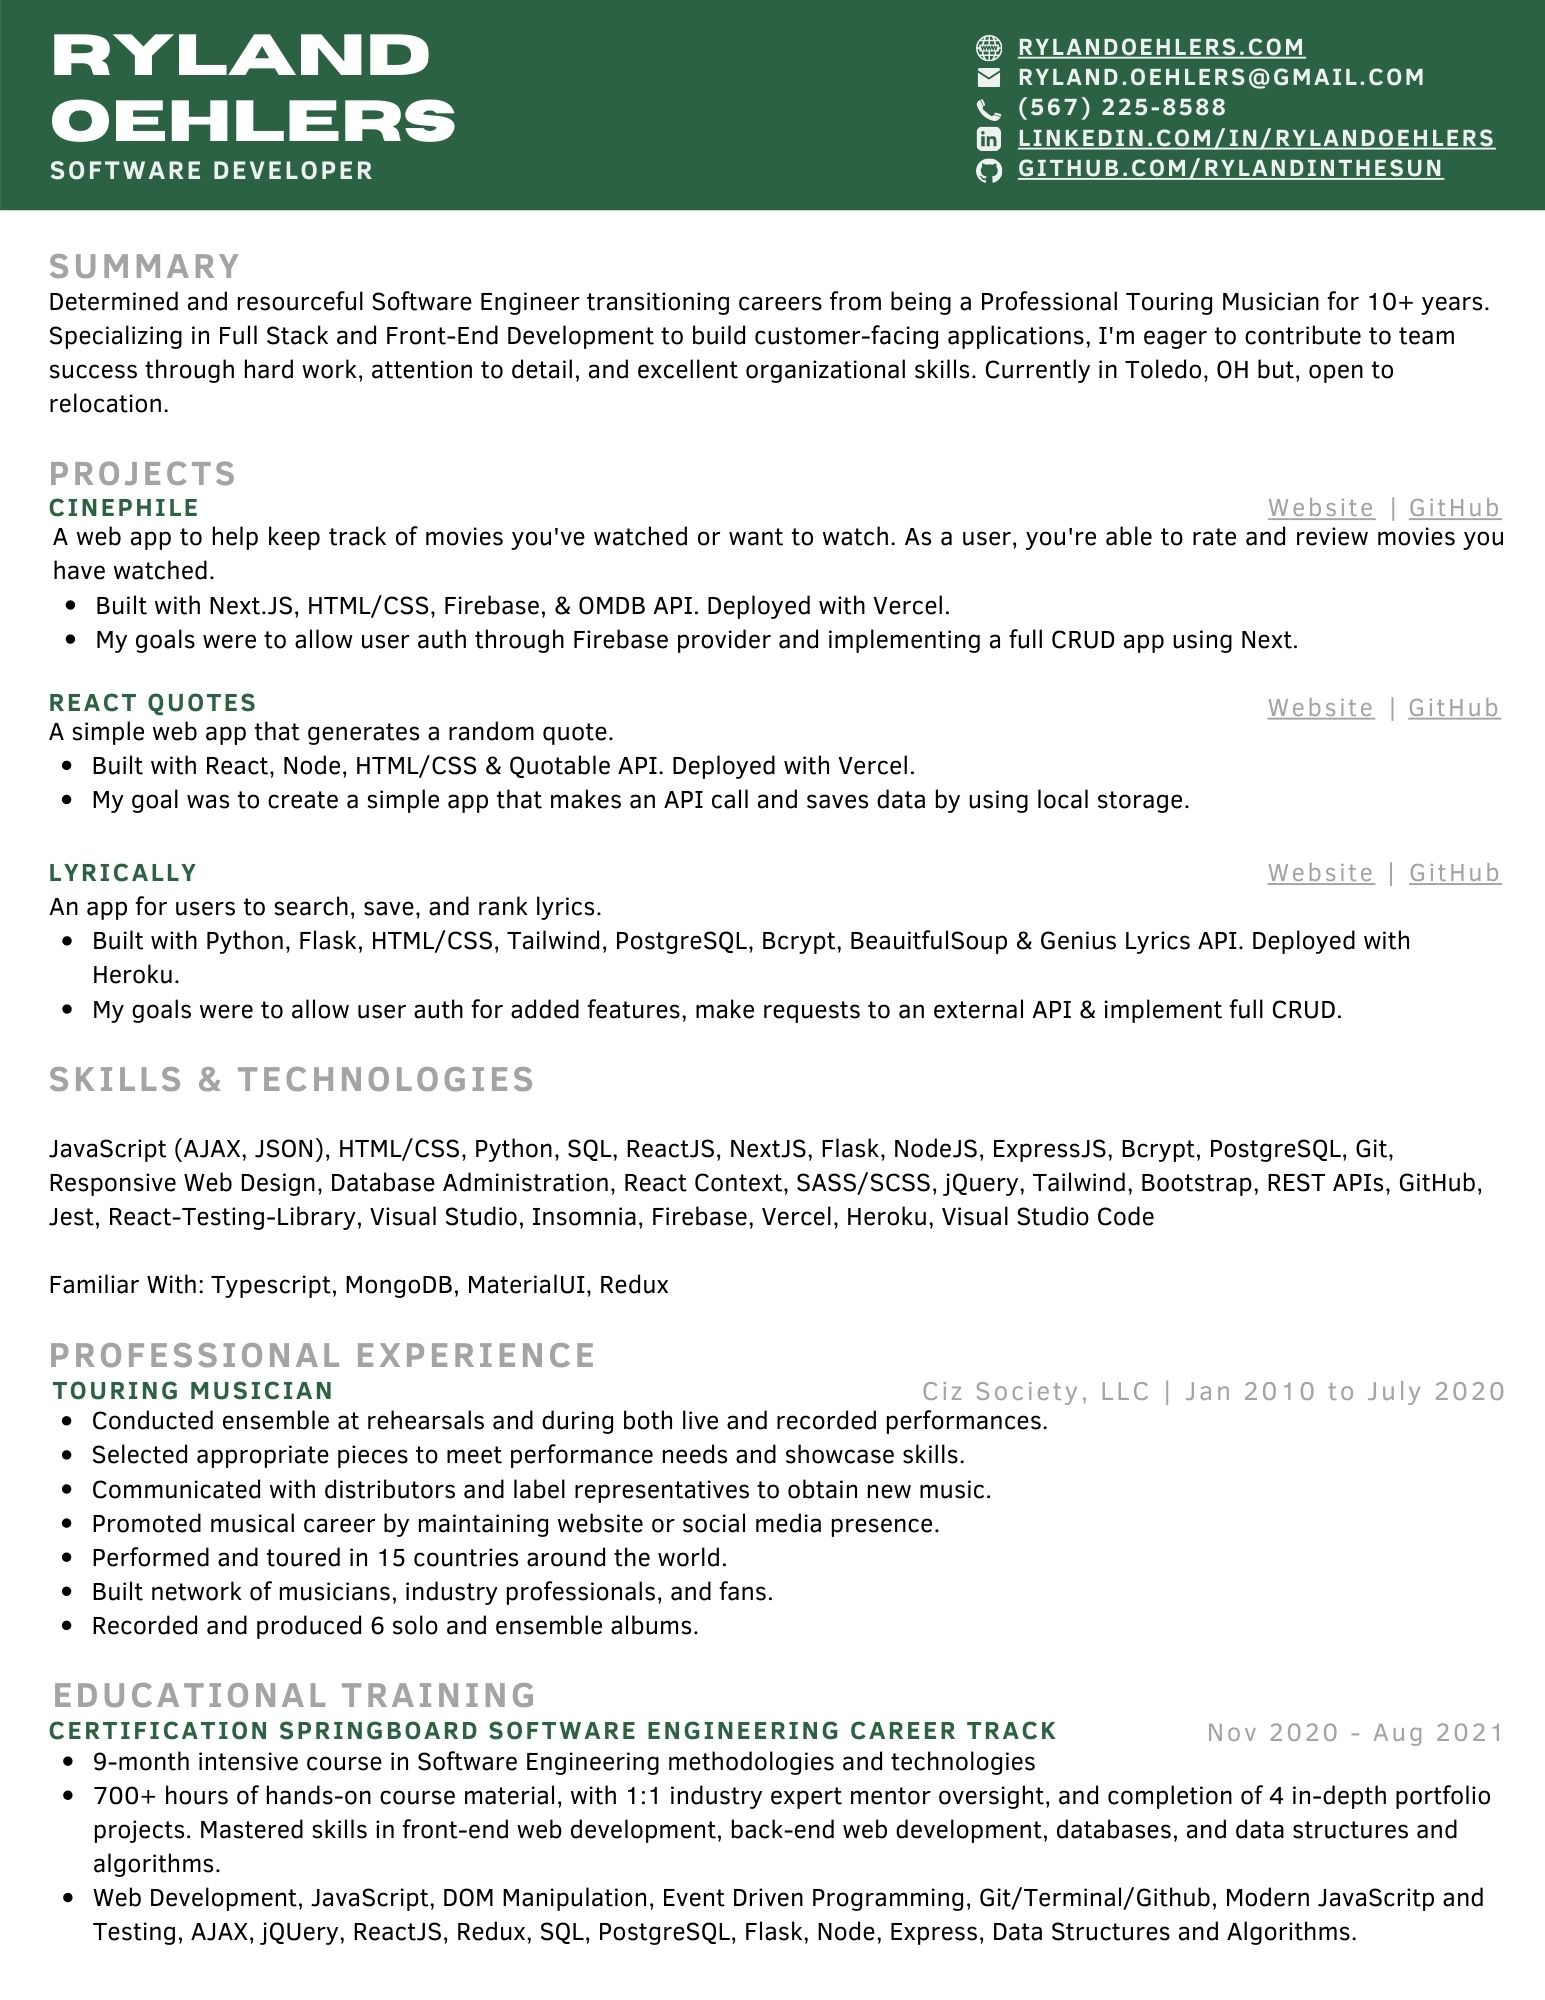 RYLAND
OEHLERS
SOFTWARE DEVELOPER
RYLANDOEHLERS.COM
RYLAND.OEHLERS@GMAIL.COM
(567) 225-8588
LINKEDIN.COM/IN/RYLANDOEHLERS
GITHUB.COM/RYLANDINTHESUN
SUMMARY
Determined and resourceful Software Engineer transitioning careers from being a Professional Touring Musician for 10+ years.
Specializing in Full Stack and Front-End Development to build customer-facing applications, I'm eager to contribute to team
success through hard work, attention to detail, and excellent organizational skills. Currently in Toledo, OH but, open to
relocation.
PROJECTS
CINEPHILE Website | GitHub
A web app to help keep track of movies you've watched or want to watch. As a user, you're able to rate and review movies you
have watched.
• Built with Next.JS, HTML/CSS, Firebase, & OMDB API. Deployed with Vercel.
• My goals were to allow user auth through Firebase provider and implementing a full CRUD app using Next.
REACT QUOTES Website | GitHub
A simple web app that generates a random quote.
• Built with React, Node, HTML/CSS & Quotable API. Deployed with Vercel.
• My goal was to create a simple app that makes an API call and saves data by using local storage.
LYRICALLY Website | GitHub
An app for users to search, save, and rank lyrics.
• Built with Python, Flask, HTML/CSS, Tailwind, PostgreSQL, Bcrypt, BeauitfulSoup & Genius Lyrics API. Deployed with
Heroku.
• My goals were to allow user auth for added features, make requests to an external API & implement full CRUD.
SKILLS & TECHNOLOGIES
JavaScript (AJAX, JSON), HTML/CSS, Python, SQL, ReactJS, NextJS, Flask, NodeJS, ExpressJS, Bcrypt, PostgreSQL, Git,
Responsive Web Design, Database Administration, React Context, SASS/SCSS, jQuery, Tailwind, Bootstrap, REST APIs, GitHub,
Jest, React-Testing-Library, Visual Studio, Insomnia, Firebase, Vercel, Heroku, Visual Studio Code
Familiar With: Typescript, MongoDB, MaterialUI, Redux
PROFESSIONAL EXPERIENCE
TOURING MUSICIAN Ciz Society, LLC | Jan 2010 to July 2020
• Conducted ensemble at rehearsals and during both live and recorded performances.
• Selected appropriate pieces to meet performance needs and showcase skills.
• Communicated with distributors and label representatives to obtain new music.
• Promoted musical career by maintaining website or social media presence.
• Performed and toured in 15 countries around the world.
• Built network of musicians, industry professionals, and fans.
• Recorded and produced 6 solo and ensemble albums.
EDUCATIONAL TRAINING
CERTIFICATION SPRINGBOARD SOFTWARE ENGINEERING CAREER TRACK Nov 2020 - Aug 2021
• 9-month intensive course in Software Engineering methodologies and technologies
• 700+ hours of hands-on course material, with 1:1 industry expert mentor oversight, and completion of 4 in-depth portfolio
projects. Mastered skills in front-end web development, back-end web development, databases, and data structures and
algorithms.
• Web Development, JavaScript, DOM Manipulation, Event Driven Programming, Git/Terminal/Github, Modern JavaScritp and
Testing, AJAX, jQUery, ReactJS, Redux, SQL, PostgreSQL, Flask, Node, Express, Data Structures and Algorithms.